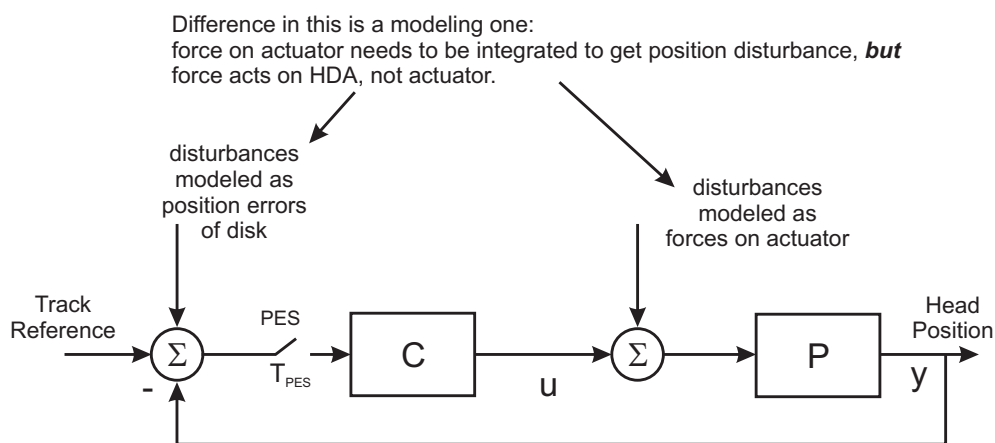 Difference in this is a modeling one:
force on actuator needs to be integrated to get position disturbance, but
force acts on HDA, not actuator.
disturbances
modeled as
position errors
of disk
disturbances
modeled as
forces on actuator
Track
Reference
Σ
-
PES
T_PES
C
u
Σ
P
y
Head
Position